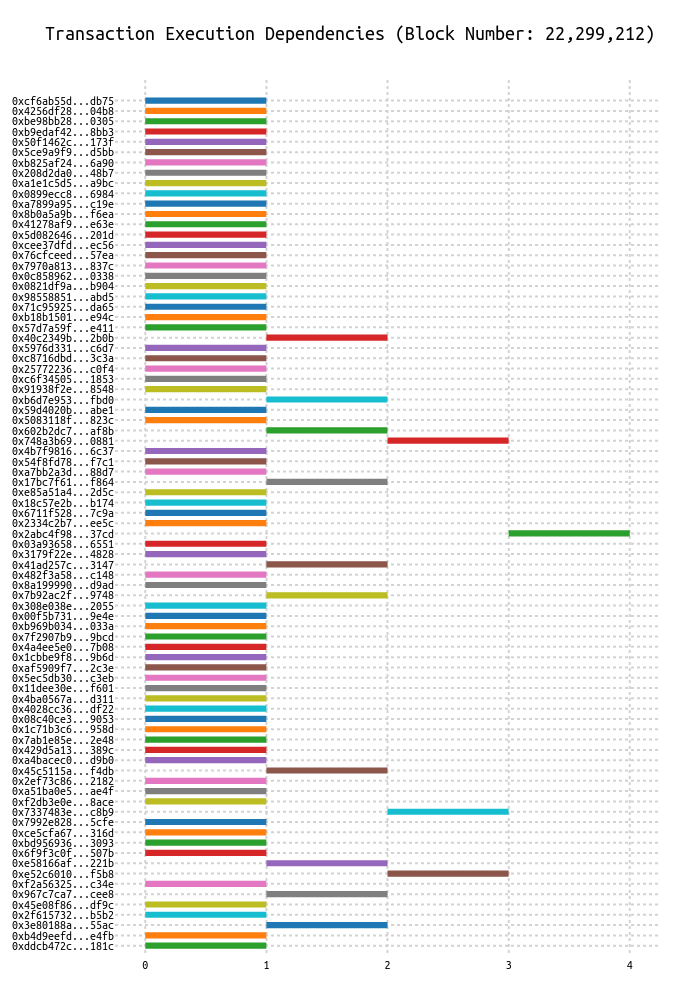 Transaction Execution Dependencies (Block Number: 22,299,212)
0xcf6ab55d...db75
0x4256df28...04b8
0xbe98bb28...0305
0xb9edaf42...8bb3
0x50f1462c...173f
0x5ce9a9f9...d5bb
0xb825af24...6a90
0x208d2da0...48b7
0xa1e1c5d5...a9bc
0x0899ecc8...6984
0xa7899a95...c19e
0x8b0a5a9b...f6ea
0x41278af9...e63e
0x5d082646...201d
0xcee37dfd...ec56
0x76cfceed...57ea
0x7970a813...837c
0x0c858962...0338
0x0821df9a...b904
0x98558851...abd5
0x71c95925...da65
0xb18b1501...e94c
0x57d7a59f...e411
0x40c2349b...2b0b
0x5976d331...c6d7
0xc8716dbd...3c3a
0x25772236...c0f4
0xc6f34505...1853
0x91938f2e...8548
0xb6d7e953...fbd0
0x59d4020b...abe1
0x5083118f...823c
0x602b2dc7...af8b
0x748a3b69...0881
0x4b7f9816...6c37
0x54f8fd78...f7c1
0xa7bb2a3d...88d7
0x17bc7f61...f864
0xe85a51a4...2d5c
0x18c57e2b...b174
0x6711f528...7c9a
0x2334c2b7...ee5c
0x2abc4f98...37cd
0x03a93658...6551
0x3179f22e...4828
0x41ad257c...3147
0x482f3a58...c148
0x8a199990...d9ad
0x7b92ac2f...9748
0x308e038e...2055
0x00f5b731...9e4e
0xb969b034...033a
0x7f2907b9...9bcd
0x4a4ee5e0...7b08
0x1cbbe9f8...9b6d
0xaf5909f7...2c3e
0x5ec5db30...c3eb
0x11dee30e...f601
0x4ba0567a...d311
0x4028cc36...df22
0x08c40ce3...9053
0x1c71b3c6...958d
0x7ab1e85e...2e48
0x429d5a13...389c
0xa4bacec0...d9b0
0x45c5115a...f4db
0x2ef73c86...2182
0xa51ba0e5...ae4f
0xf2db3e0e...8ace
0x7337483e...c8b9
0x7992e828...5cfe
0xce5cfa67...316d
0xbd956936...3093
0x6f9f3c0f...507b
0xe58166af...221b
0xe52c6010...f5b8
0xf2a56325...c34e
0x967c7ca7...cee8
0x45e08f86...df9c
0x2f615732...b5b2
0x3e80188a...55ac
0xb4d9eefd...e4fb
0xddcb472c...181c
0 1 2 3 4